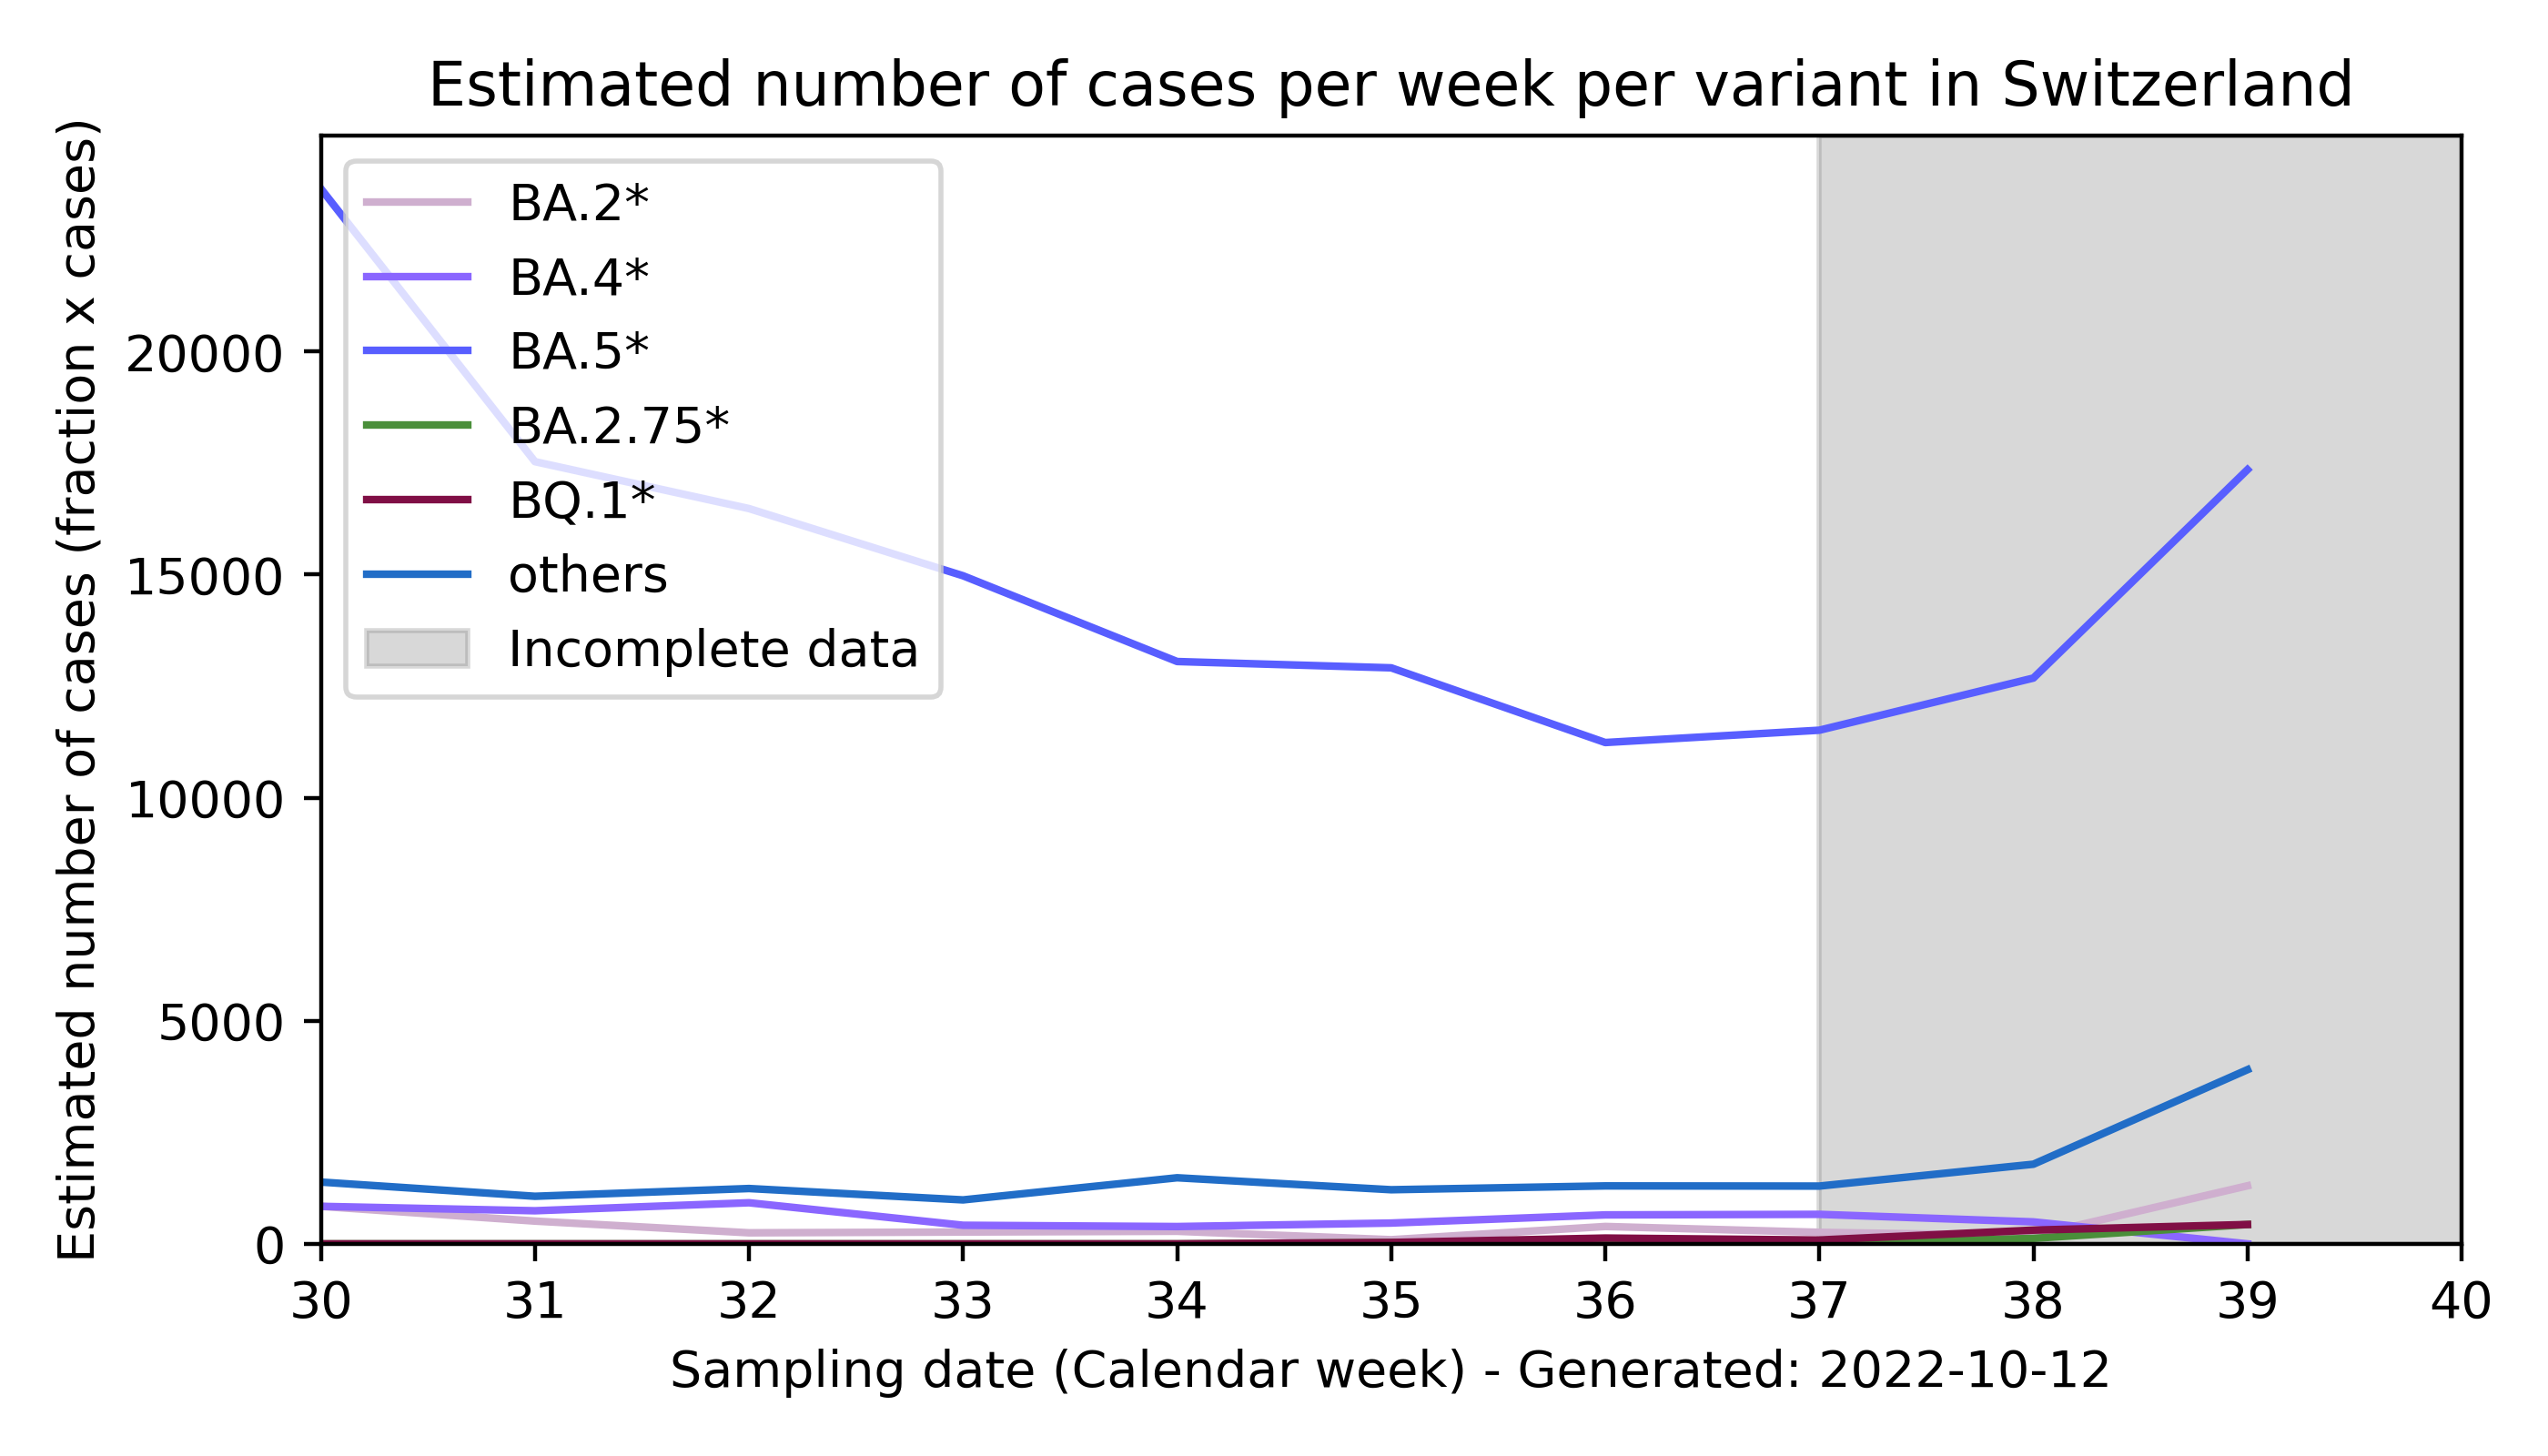 Estimated number of cases per week per variant in Switzerland
Estimated number of cases (fraction x cases)
20000
15000
10000
5000
0
BA.2*
BA.4*
BA.5*
BA.2.75*
BQ.1*
others
Incomplete data
30 31 32 33 34 35 36 37 38 39 40
Sampling date (Calendar week) - Generated: 2022-10-12